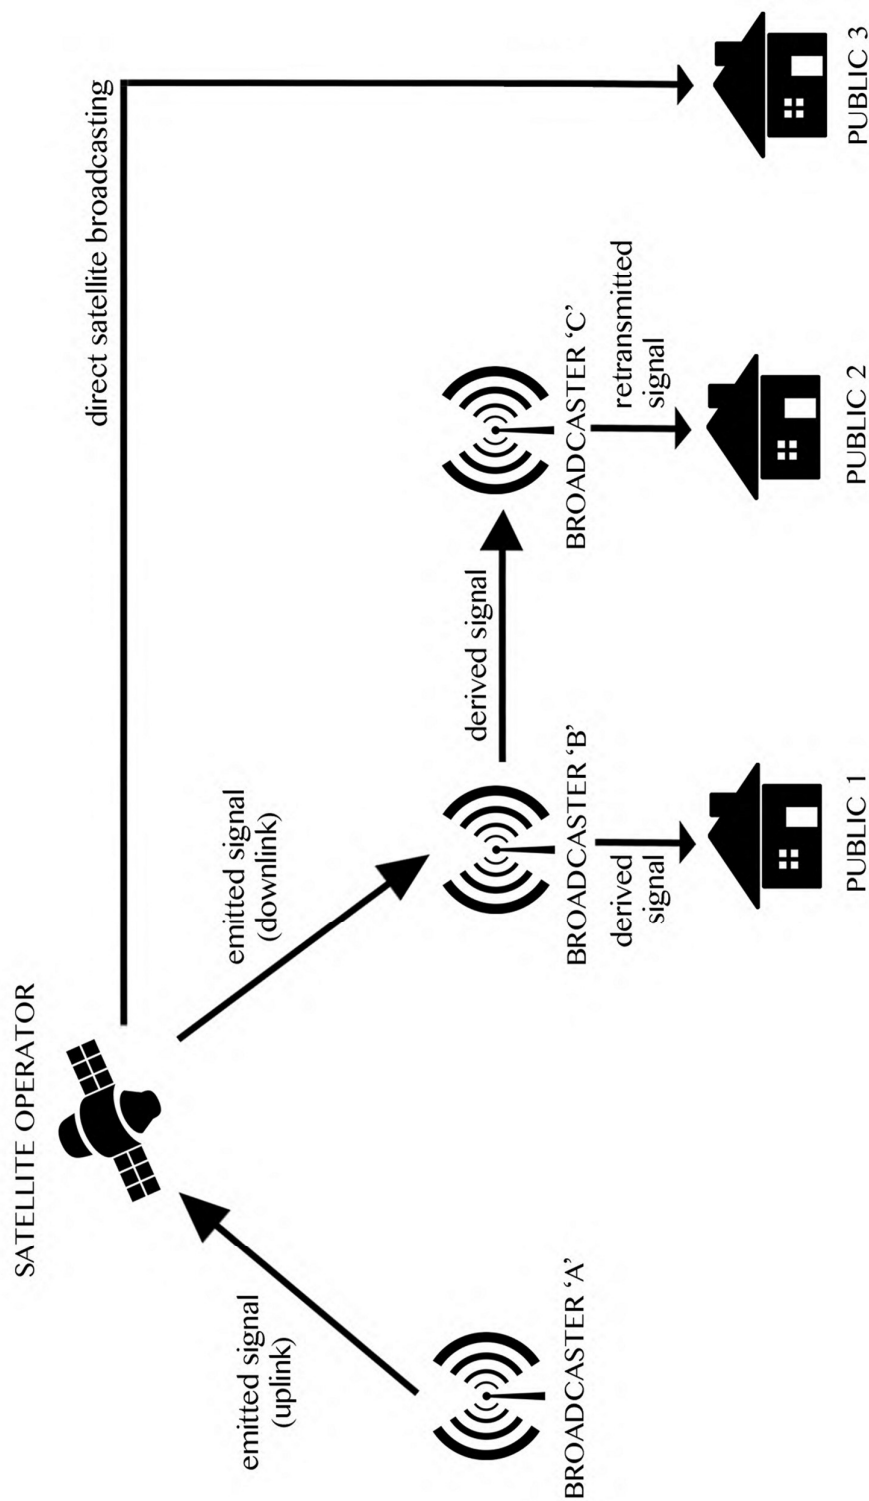 SATELLITE OPERATOR
direct satellite broadcasting
emitted signal
(uplink)
emitted signal
(downlink)
derived signal
BROADCASTER ‘A’
BROADCASTER ‘B’
BROADCASTER ‘C’
derived
signal
retransmitted
signal
PUBLIC 1
PUBLIC 2
PUBLIC 3